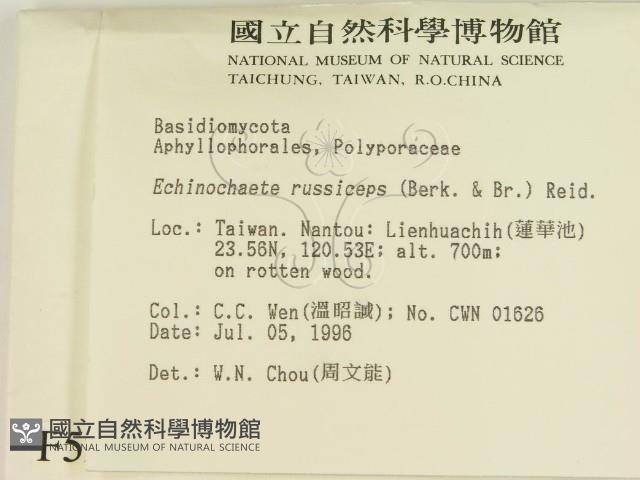 國立自然科學博物館
NATIONAL MUSEUM OF NATURAL SCIENCE
TAICHUNG, TAIWAN, R.O.CHINA
Basidiomycota
Aphyllophorales, Polyporaceae
Echinochaete russiceps (Berk. & Br.) Reid.
Loc.: Taiwan. Nantou: Lienhuachih(蓮華池)
23.56N, 120.53E; alt. 700m;
on rotten wood.
Col.: C.C. Wen(溫昭誠); No. CWN 01626
Date: Jul. 05, 1996
Det.: W.N. Chou(周文能)
國立自然科學博物館
NATIONAL MUSEUM OF NATURAL SCIENCE